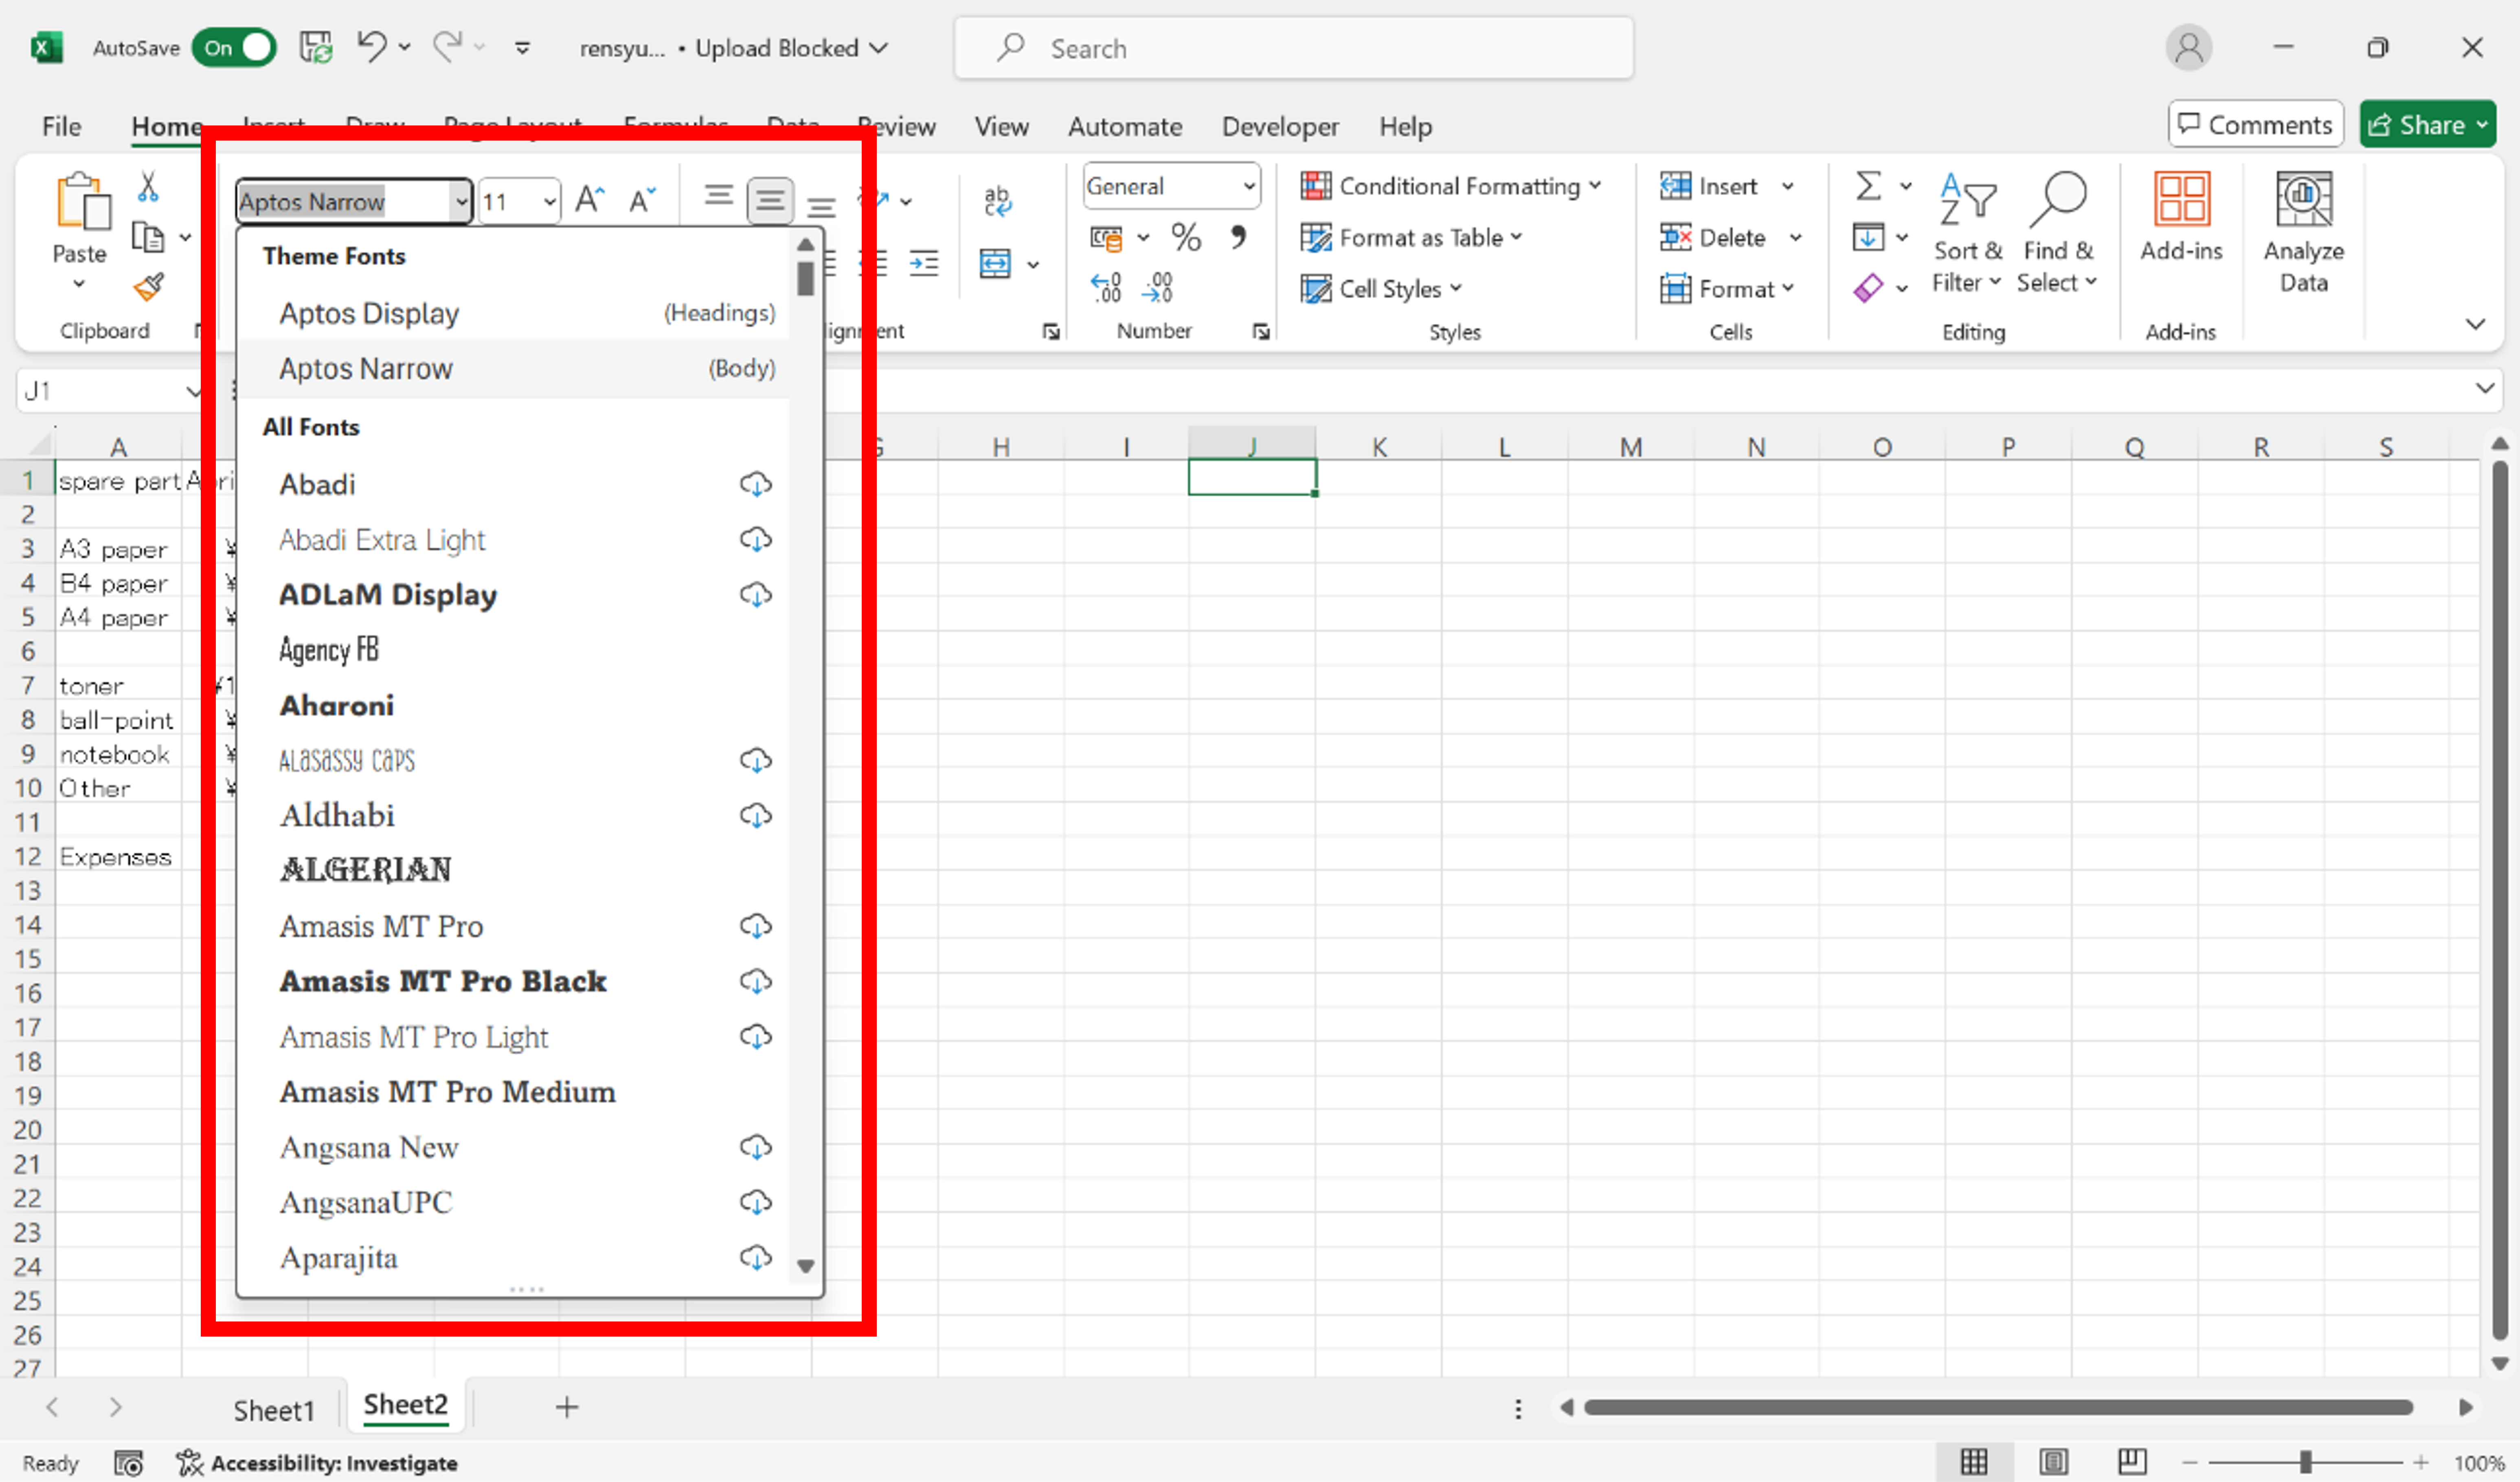 AutoSave On rensyu... • Upload Blocked Search
File Home Insert Draw Page Layout Formulas Data Review View Automate Developer Help Comments Share
Aptos Narrow 11 General Conditional Formatting Insert
Paste Format as Table Delete Sort & Filter Find & Select Add-ins Analyze Data
Cell Styles Format
Clipboard Number Styles Cells Editing Add-ins
J1
Theme Fonts
Aptos Display (Headings)
Aptos Narrow (Body)
All Fonts
Abadi
Abadi Extra Light
ADLaM Display
Agency FB
Aharoni
Alasassy Caps
Aldhabi
ALGERIAN
Amasis MT Pro
Amasis MT Pro Black
Amasis MT Pro Light
Amasis MT Pro Medium
Angsana New
AngsanaUPC
Aparajita
A G H I J K L M N O P Q R S
1 spare part
2
3 A3 paper ¥
4 B4 paper ¥
5 A4 paper ¥
6
7 toner ¥1
8 ball-point ¥
9 notebook ¥
10 Other ¥
11
12 Expenses
13
14
15
16
17
18
19
20
21
22
23
24
25
26
27
Sheet1 Sheet2
Ready Accessibility: Investigate 100%